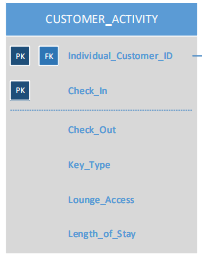 CUSTOMER_ACTIVITY
PK FK Individual_Customer_ID
PK Check_In
Check_Out
Key_Type
Lounge_Access
Length_of_Stay